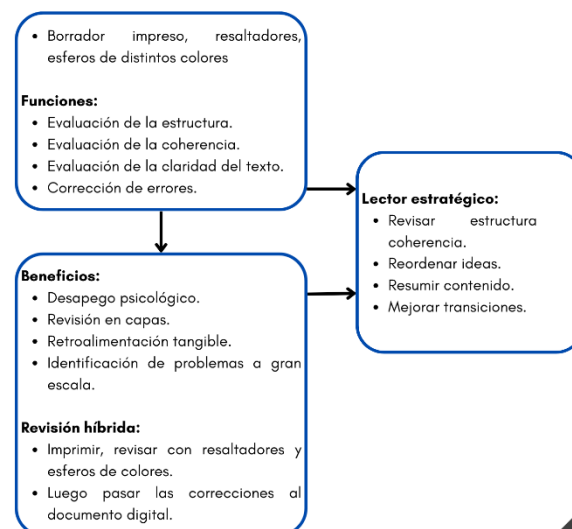 • Borrador impreso, resaltadores,
esferos de distintos colores
Funciones:
• Evaluación de la estructura.
• Evaluación de la coherencia.
• Evaluación de la claridad del texto.
• Corrección de errores.
Beneficios:
• Desapego psicológico.
• Revisión en capas.
• Retroalimentación tangible.
• Identificación de problemas a gran
escala.
Revisión híbrida:
• Imprimir, revisar con resaltadores y
esferos de colores.
• Luego pasar las correcciones al
documento digital.
Lector estratégico:
• Revisar estructura
coherencia.
• Reordenar ideas.
• Resumir contenido.
• Mejorar transiciones.